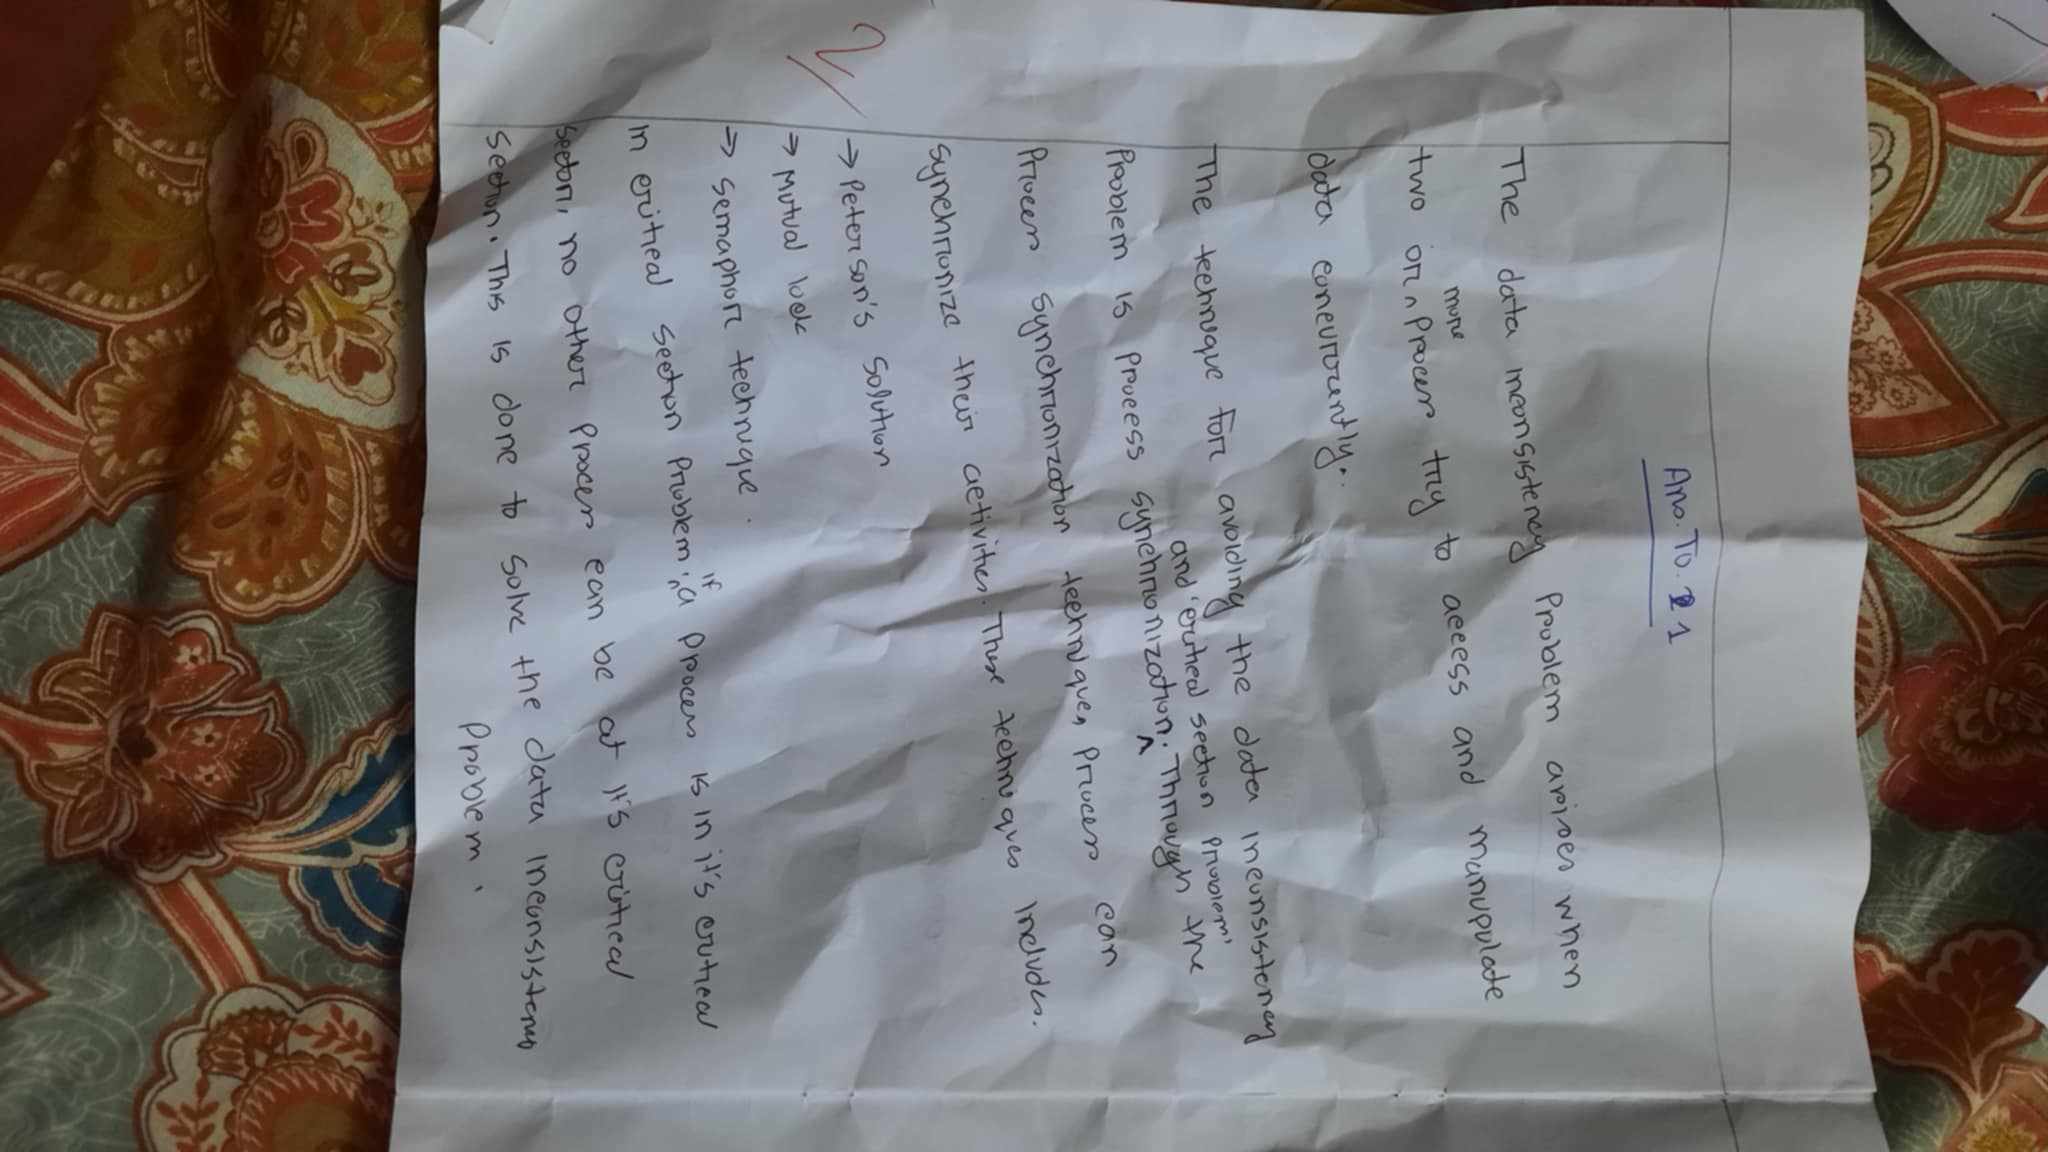 Ans. To. 1
The data inconsistency Problem arises when
more
two or ^ Process try to access and manupulate
data concurrently.
The technique for avoiding the data inconsistency
and 'critical section problem'
Problem is process synchronization. ^ Through the
Process synchronization technique, Process can
synchronize their activities. These techniques includes.
→ Peterson's Solution
→ Mutual lock
→ Semaphore technique.
2
if
In critical section Problem : ^ a process is in it's critical
section, no other process can be at it's critical
section. This is done to solve the data inconsistency
Problem.